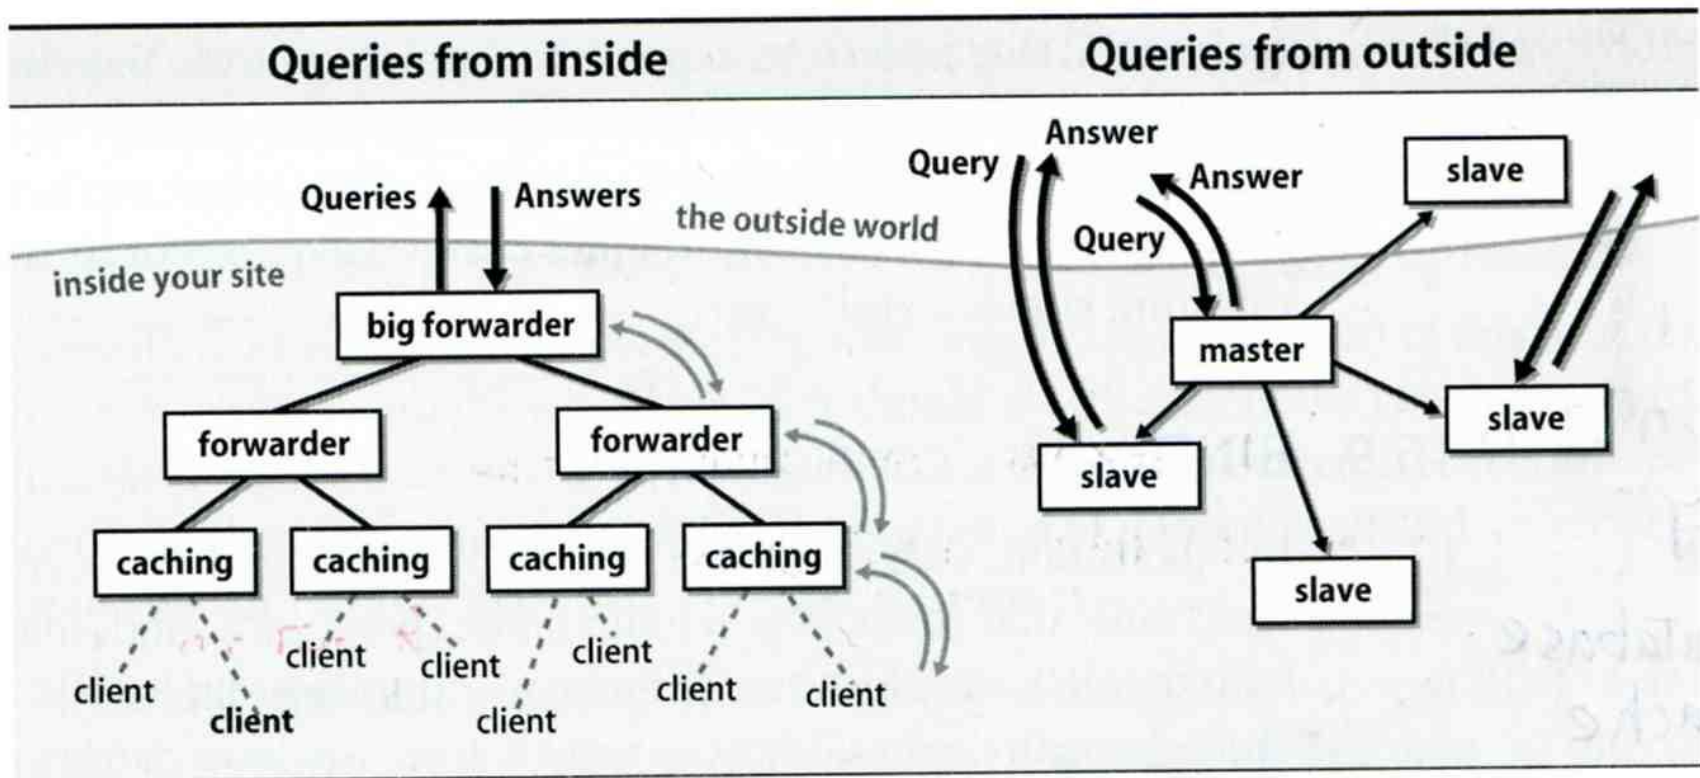 Queries from inside
Queries from outside
Queries
Answers
the outside world
inside your site
big forwarder
forwarder
forwarder
caching
caching
caching
caching
client
client
client
client
client
client
client
client
Query
Answer
Answer
Query
slave
master
slave
slave
slave